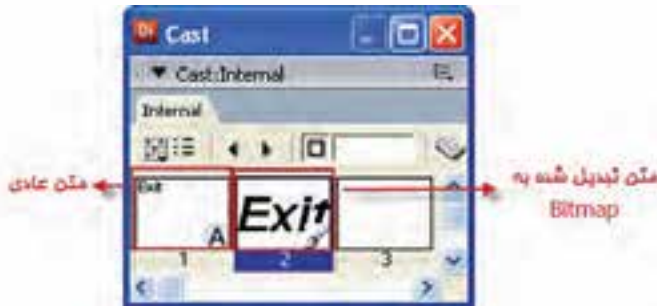 Cast
Cast:Internal
Internal
Exit
A
Exit
1
2
3
متن عادی
متن تبدیل شده به
Bitmap